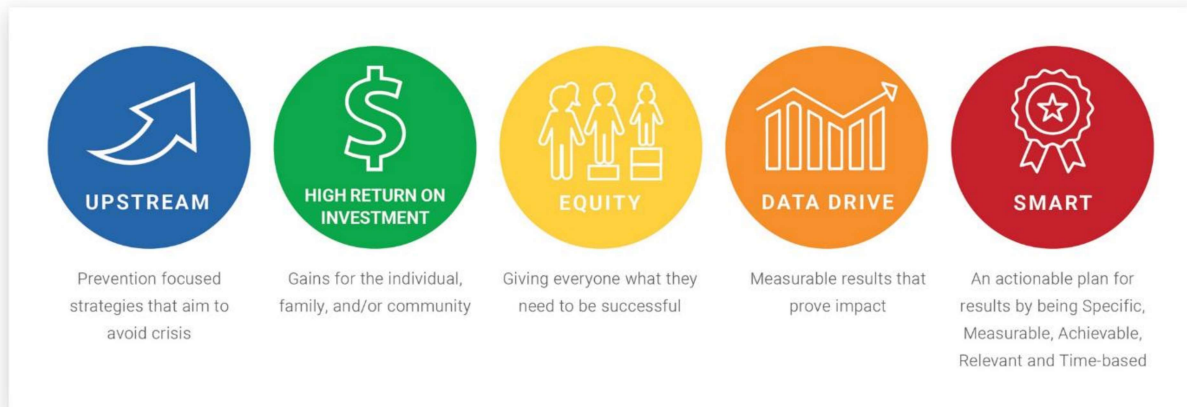 UPSTREAM
Prevention focused
strategies that aim to
avoid crisis
HIGH RETURN ON
INVESTMENT
Gains for the individual,
family, and/or community
EQUITY
Giving everyone what they
need to be successful
DATA DRIVE
Measurable results that
prove impact
SMART
An actionable plan for
results by being Specific,
Measurable, Achievable,
Relevant and Time-based